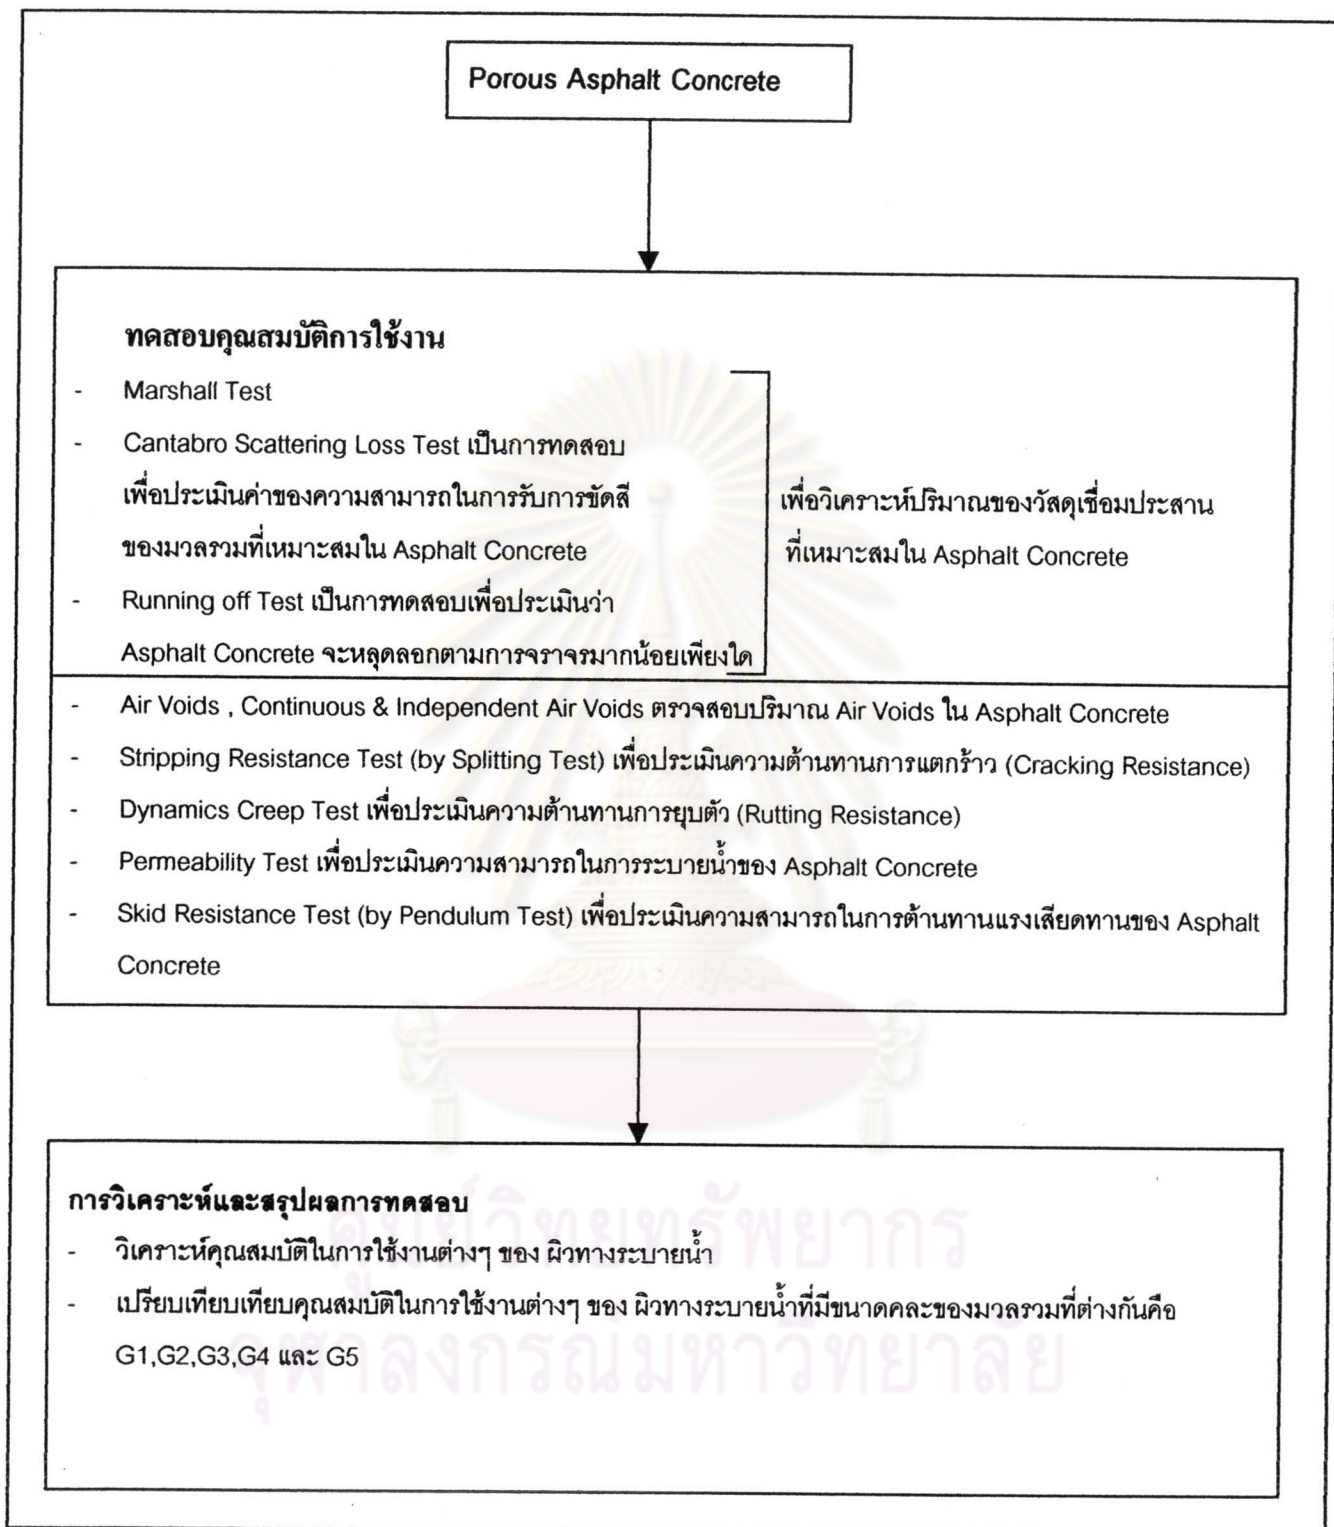 Porous Asphalt Concrete
ทดสอบคุณสมบัติการใช้งาน
- Marshall Test
- Cantabro Scattering Loss Test เป็นการทดสอบ
เพื่อประเมินค่าของความสามารถในการรับการขัดสี
ของมวลรวมที่เหมาะสมใน Asphalt Concrete
- Running off Test เป็นการทดสอบเพื่อประเมินว่า
Asphalt Concrete จะหลุดลอกตามการจราจรมากน้อยเพียงใด
เพื่อวิเคราะห์ปริมาณของวัสดุเชื่อมประสาน
ที่เหมาะสมใน Asphalt Concrete
- Air Voids , Continuous & Independent Air Voids ตรวจสอบปริมาณ Air Voids ใน Asphalt Concrete
- Stripping Resistance Test (by Splitting Test) เพื่อประเมินความต้านทานการแตกร้าว (Cracking Resistance)
- Dynamics Creep Test เพื่อประเมินความต้านทานการยุบตัว (Rutting Resistance)
- Permeability Test เพื่อประเมินความสามารถในการระบายน้ำของ Asphalt Concrete
- Skid Resistance Test (by Pendulum Test) เพื่อประเมินความสามารถในการต้านทานแรงเสียดทานของ Asphalt
Concrete
การวิเคราะห์และสรุปผลการทดสอบ
- วิเคราะห์คุณสมบัติในการใช้งานต่างๆ ของ ผิวทางระบายน้ำ
- เปรียบเทียบเทียบคุณสมบัติในการใช้งานต่างๆ ของ ผิวทางระบายน้ำที่มีขนาดคละของมวลรวมที่ต่างกันคือ
G1,G2,G3,G4 และ G5
ศูนย์วิทยทรัพยากร
จุฬาลงกรณ์มหาวิทยาลัย